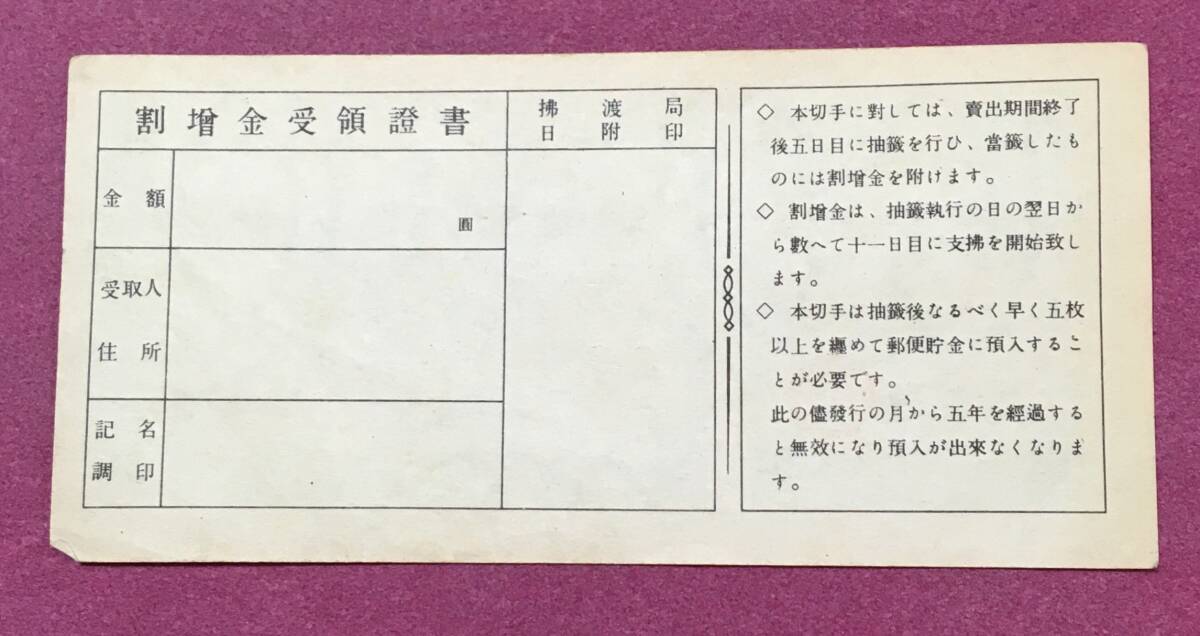 割増金受領證書
拂渡局
日附印
金額
圓
受取人
住所
記名
調印
◇ 本切手に對しては、賣出期間終了
後五日目に抽籤を行ひ、當籤したも
のには割增金を附けます。
◇ 割增金は、抽籤執行の日の翌日か
ら數へて十一日目に支拂を開始致し
ます。
◇ 本切手は抽籤後なるべく早く五枚
以上を纏めて郵便貯金に預入するこ
とが必要です。
此の儘發行の月から五年を經過する
と無效になり預入が出來なくなりま
す。